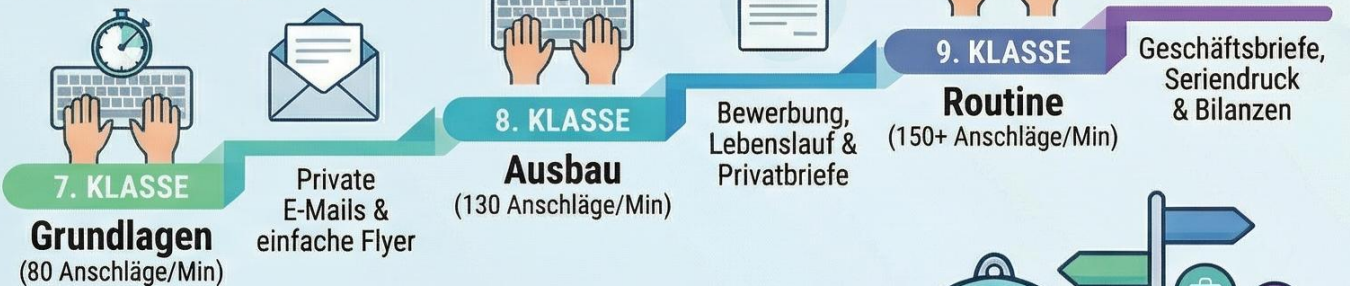 7. KLASSE
Grundlagen
(80 Anschläge/Min)
Private
E-Mails &
einfache Flyer
8. KLASSE
Ausbau
(130 Anschläge/Min)
Bewerbung,
Lebenslauf &
Privatbriefe
9. KLASSE
Routine
(150+ Anschläge/Min)
Geschäftsbriefe,
Seriendruck
& Bilanzen